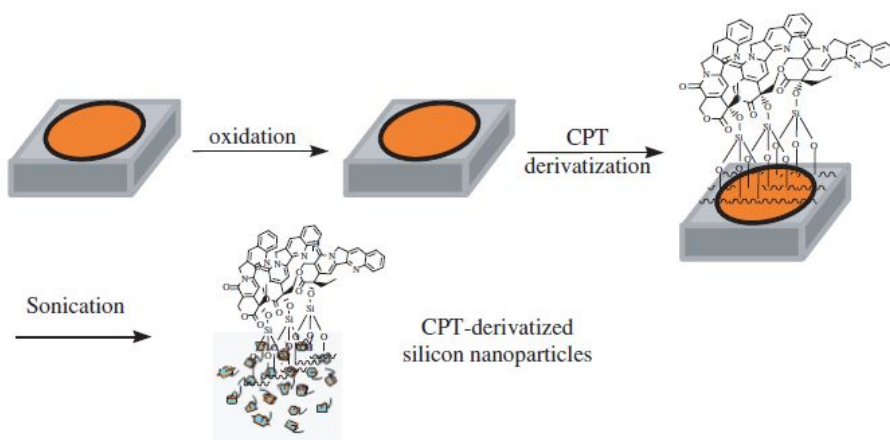 oxidation
CPT
derivatization
Sonication
CPT-derivatized
silicon nanoparticles